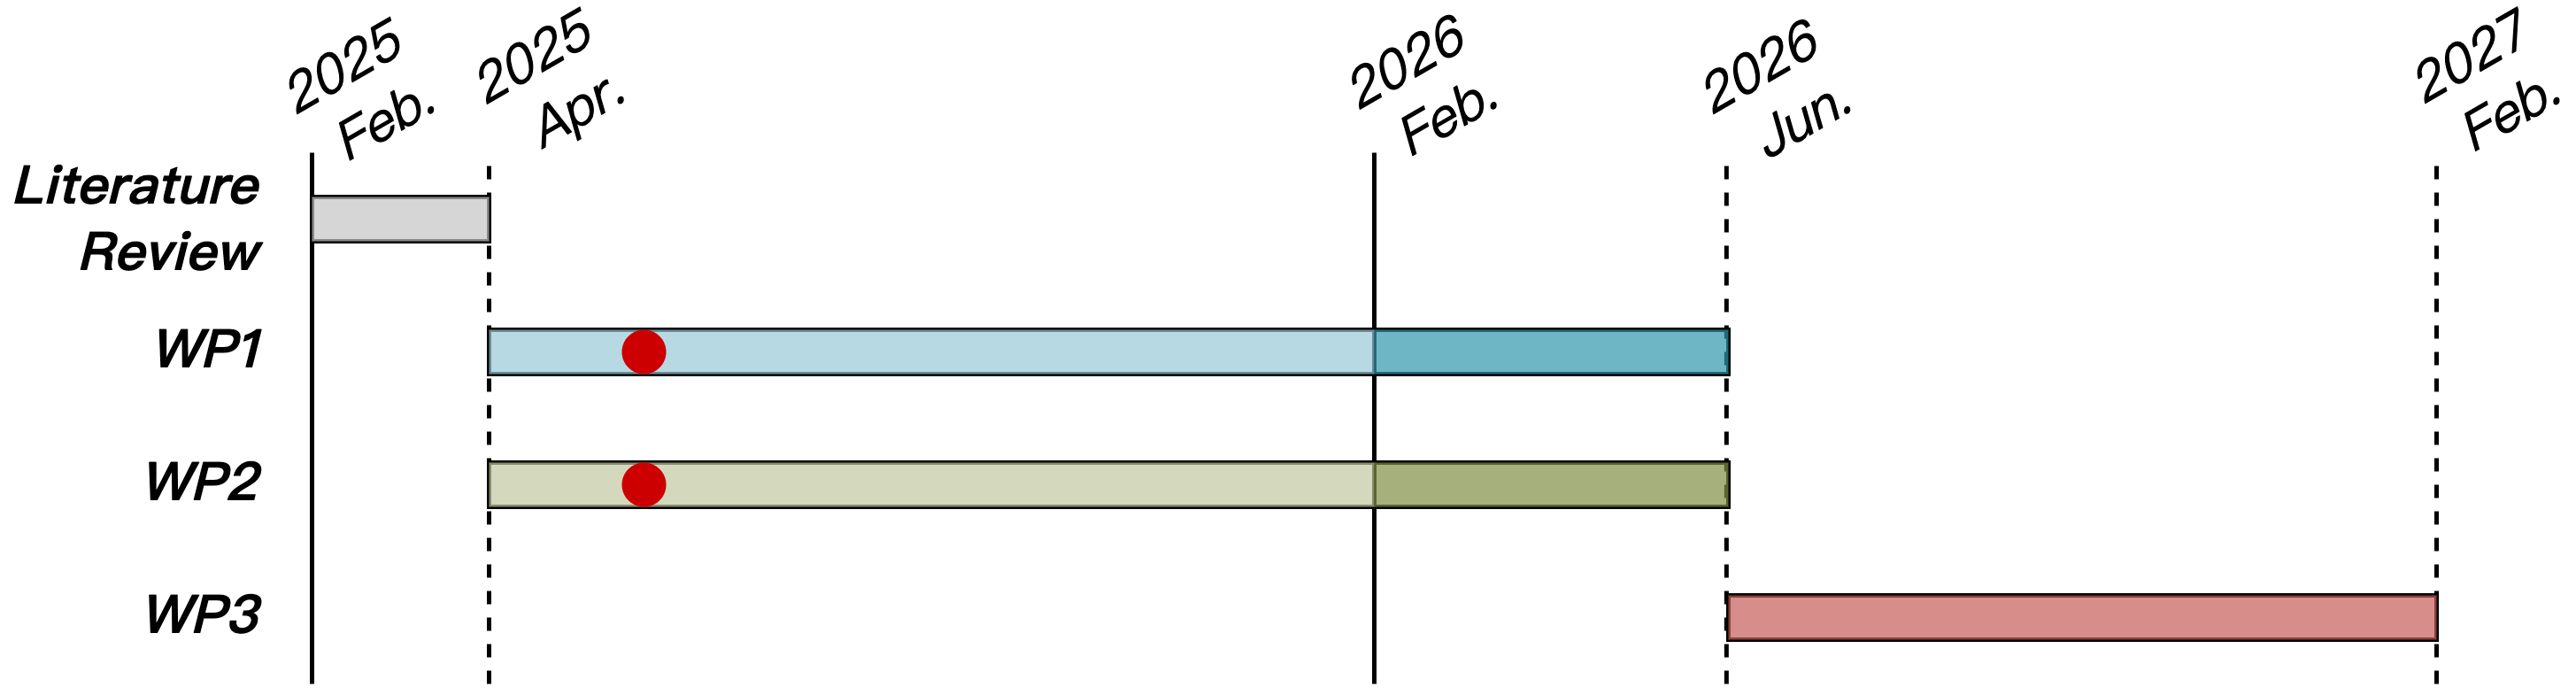 2025
Feb.
2025
Apr.
2026
Feb.
2026
Jun.
2027
Feb.
Literature
Review
WP1
WP2
WP3